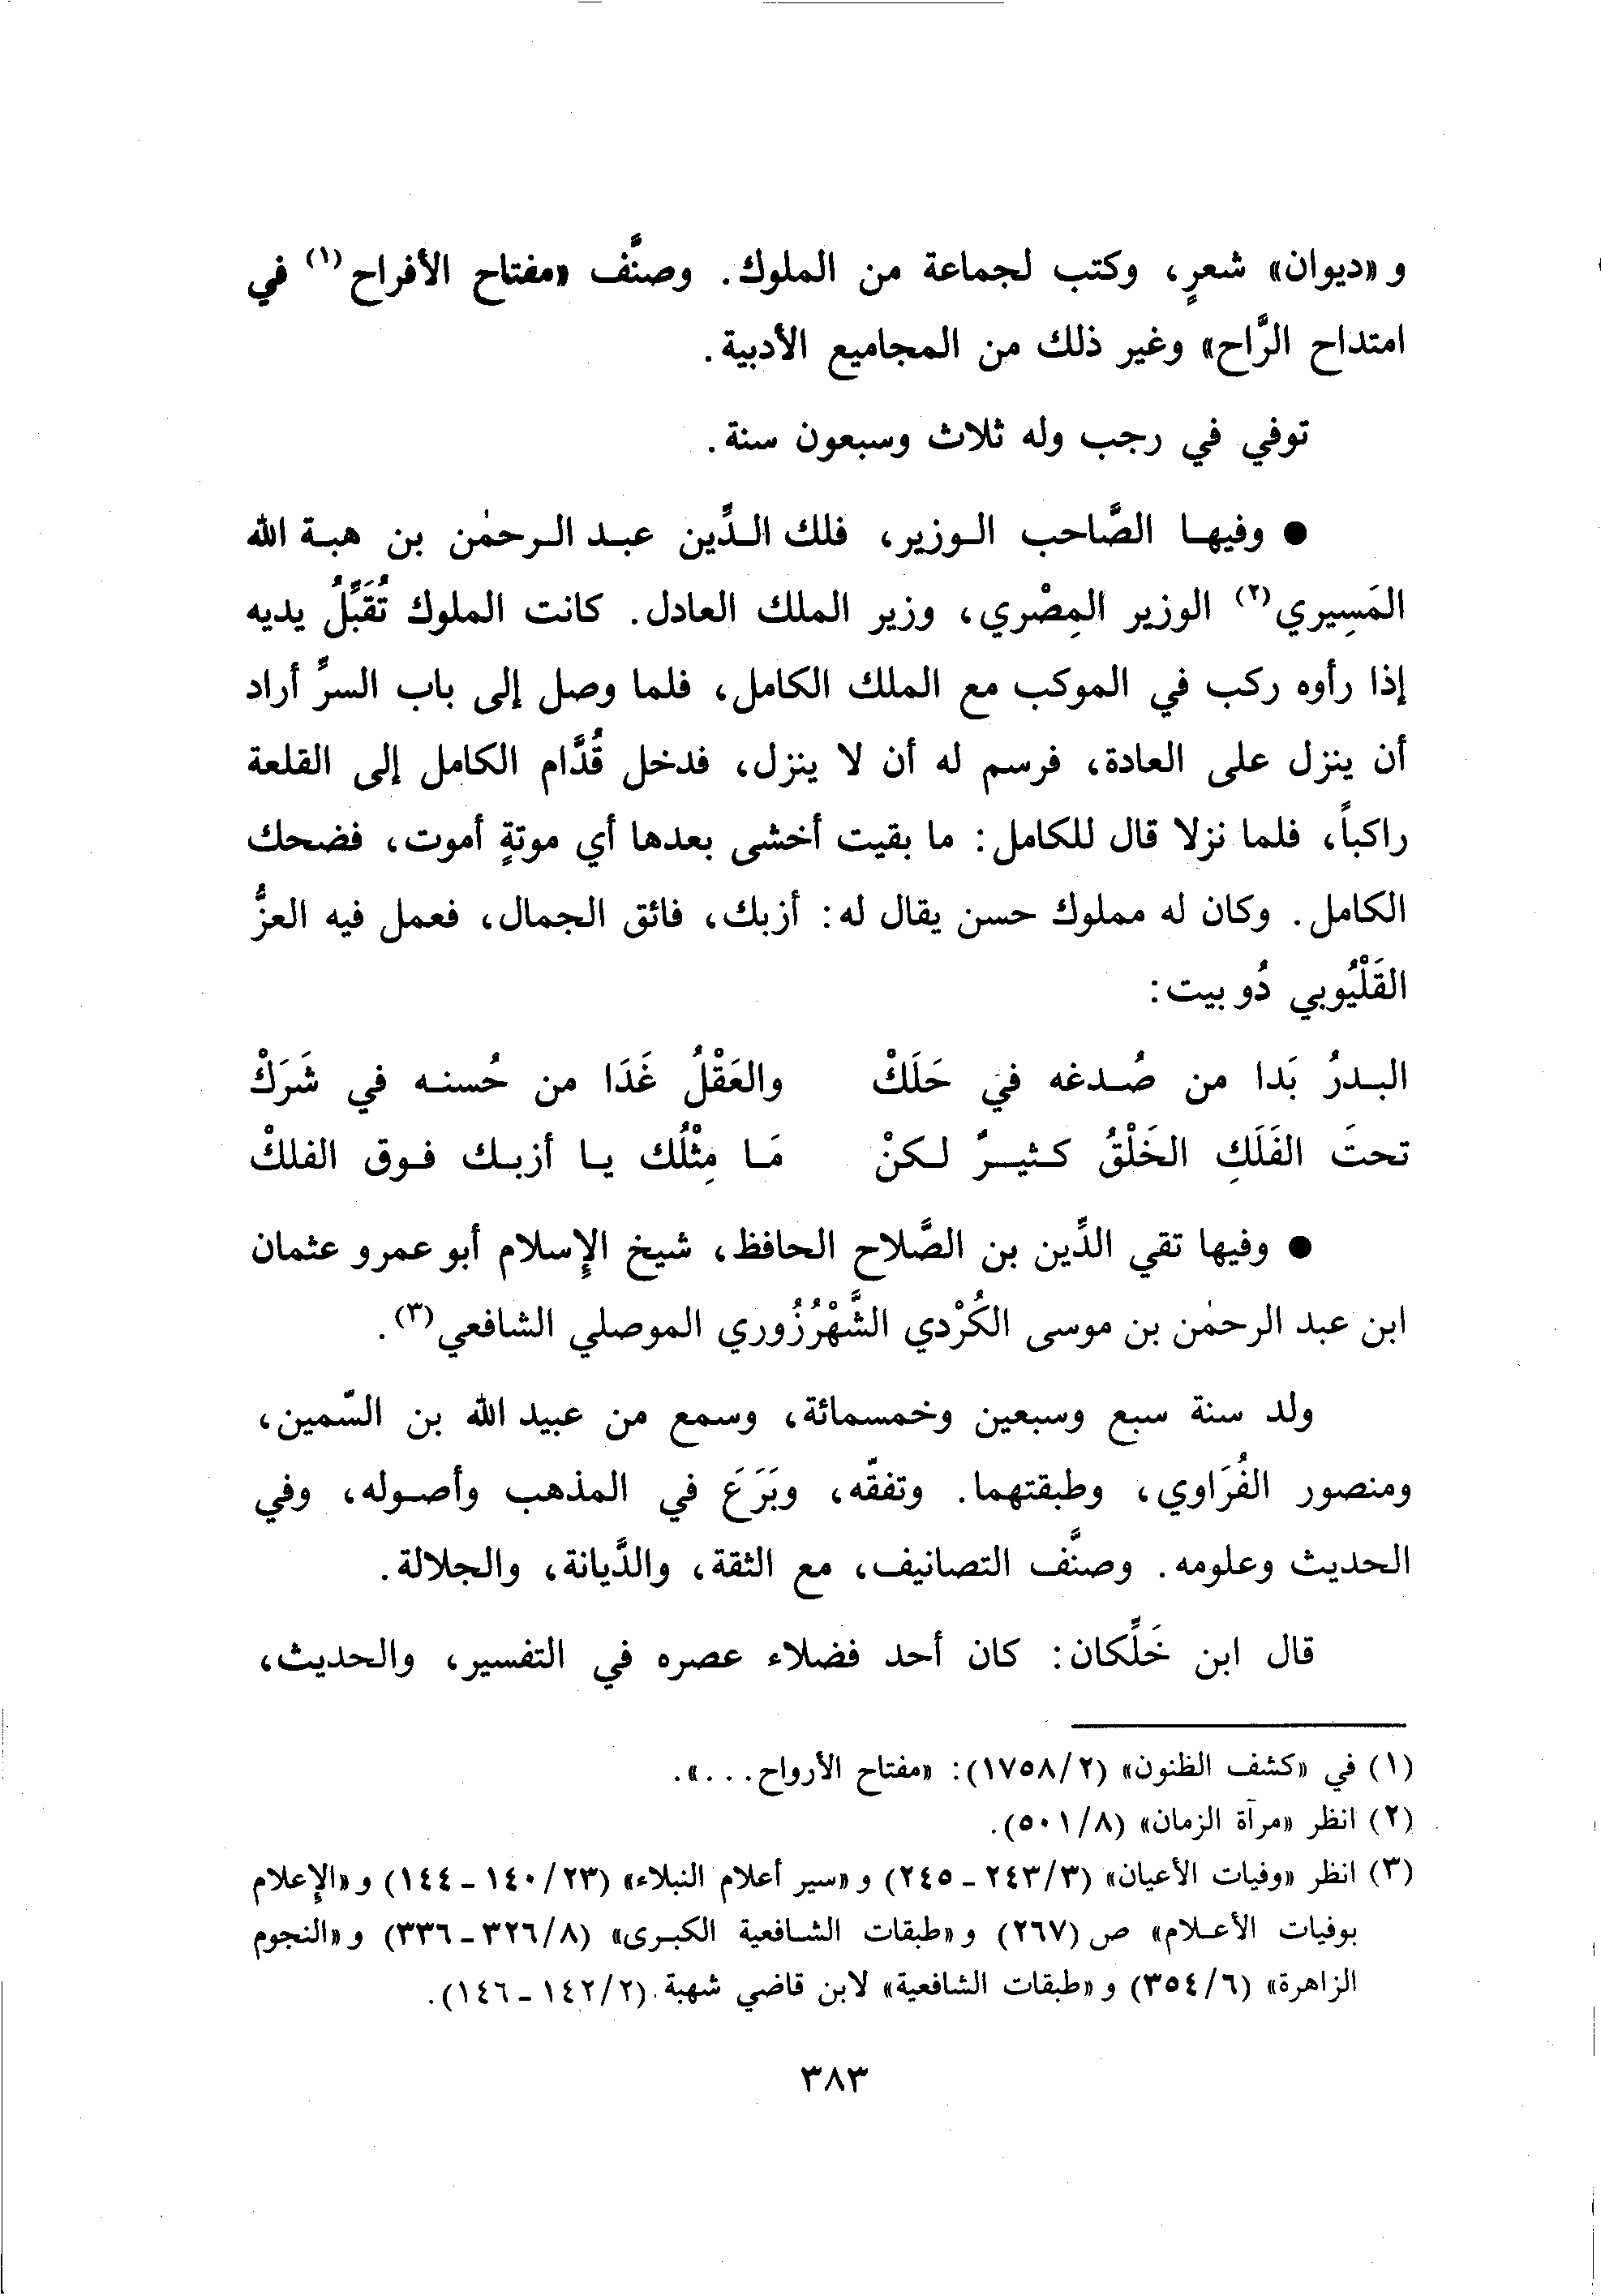 و «ديوان» شعرٍ، وكتب لجماعة من الملوك. وصنَّف «مفتاح الأفراح(١) في
امتداح الرَّاح» وغير ذلك من المجاميع الأدبية.
توفي في رجب وله ثلاث وسبعون سنة.
● وفيها الصَّاحب الوزير، فلك الدِّين عبد الرحمٰن بن هبة الله
المَسِيري(٢) الوزير المِصْري، وزير الملك العادل. كانت الملوك تُقَبِّلُ يديه
إذا رأوه ركب في الموكب مع الملك الكامل، فلما وصل إلى باب السرِّ أراد
أن ينزل على العادة، فرسم له أن لا ينزل، فدخل قُدَّام الكامل إلى القلعة
راكباً، فلما نزلا قال للكامل: ما بقيت أخشى بعدها أي موتةٍ أموت، فضحك
الكامل. وكان له مملوك حسن يقال له: أزبك، فائق الجمال، فعمل فيه العزُّ
القَلْيُوبي دُو بيت:
البدرُ بَدا من صُدغه في حَلَكْ والعَقْلُ غَدَا من حُسنه في شَرَكْ
تحتَ الفَلَكِ الخَلْقُ كثيرٌ لكنْ مَا مِثْلُك يا أزبك فوق الفلكْ
● وفيها تقي الدِّين بن الصَّلاح الحافظ، شيخ الإسلام أبو عمرو عثمان
ابن عبد الرحمٰن بن موسى الكُرْدي الشَّهْرُزُوري الموصلي الشافعي(٣).
ولد سنة سبع وسبعين وخمسمائة، وسمع من عبيد الله بن السّمين،
ومنصور الفُرَاوي، وطبقتهما. وتفقّه، وبَرَعَ في المذهب وأصوله، وفي
الحديث وعلومه. وصنَّف التصانيف، مع الثقة، والدَّيانة، والجلالة.
قال ابن خَلِّكان: كان أحد فضلاء عصره في التفسير، والحديث،
(١) في «كشف الظنون» (١٧٥٨/٢): «مفتاح الأرواح...».
(٢) انظر «مرآة الزمان» (٥٠١/٨).
(٣) انظر «وفيات الأعيان» (٢٤٣/٣ - ٢٤٥) و «سير أعلام النبلاء» (١٤٠/٢٣ - ١٤٤) و «الإعلام
بوفيات الأعلام» ص (٢٦٧) و «طبقات الشافعية الكبرى» (٣٢٦/٨ - ٣٣٦) و «النجوم
الزاهرة» (٣٥٤/٦) و «طبقات الشافعية» لابن قاضي شهبة (١٤٢/٢ - ١٤٦).
٣٨٣